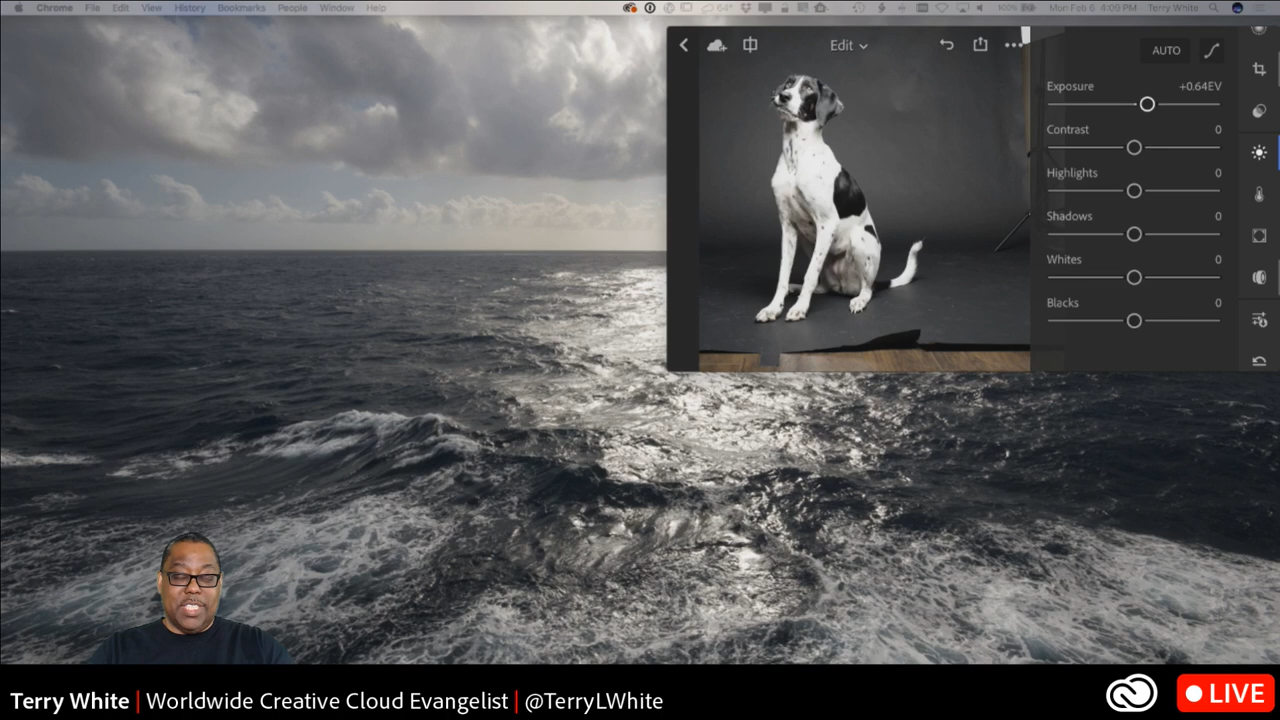 Chrome File Edit View History Bookmarks People Window Help 64° 100% Mon Feb 6 4:09 PM Terry White
Edit
AUTO
Exposure +0.64EV
Contrast 0
Highlights 0
Shadows 0
Whites 0
Blacks 0
Terry White | Worldwide Creative Cloud Evangelist | @TerryLWhite
LIVE